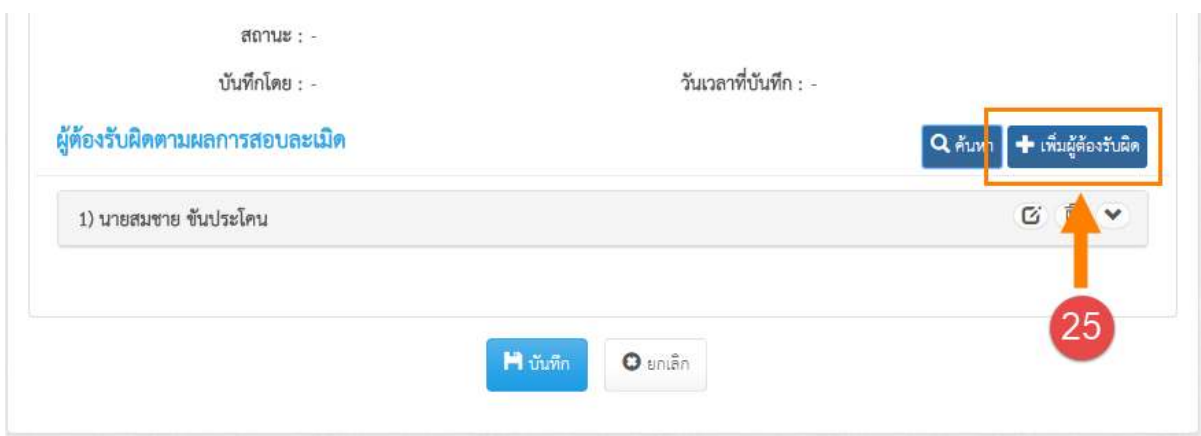 สถานะ : -
บันทึกโดย : - วันเวลาที่บันทึก : -
ผู้ต้องรับผิดตามผลการสอบละเมิด ค้นหา เพิ่มผู้ต้องรับผิด
1) นายสมชาย ขันประโคน
25
บันทึก ยกเลิก